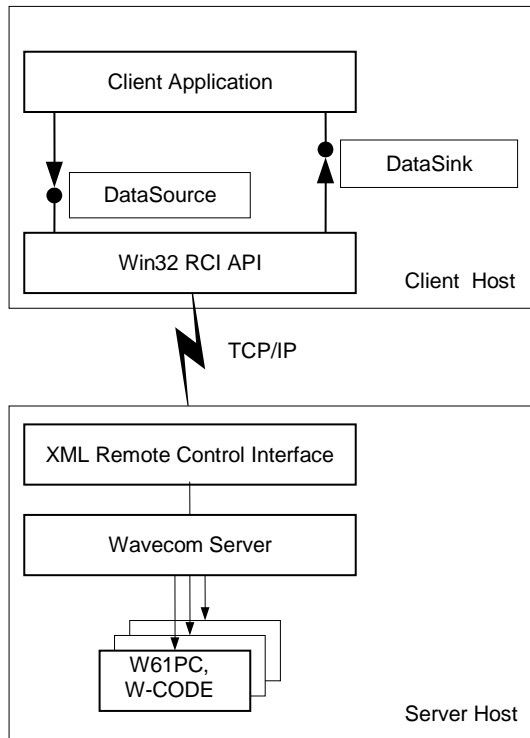 Client Application
DataSink
DataSource
Win32 RCI API
Client Host
TCP/IP
XML Remote Control Interface
Wavecom Server
W61PC,
W-CODE
Server Host